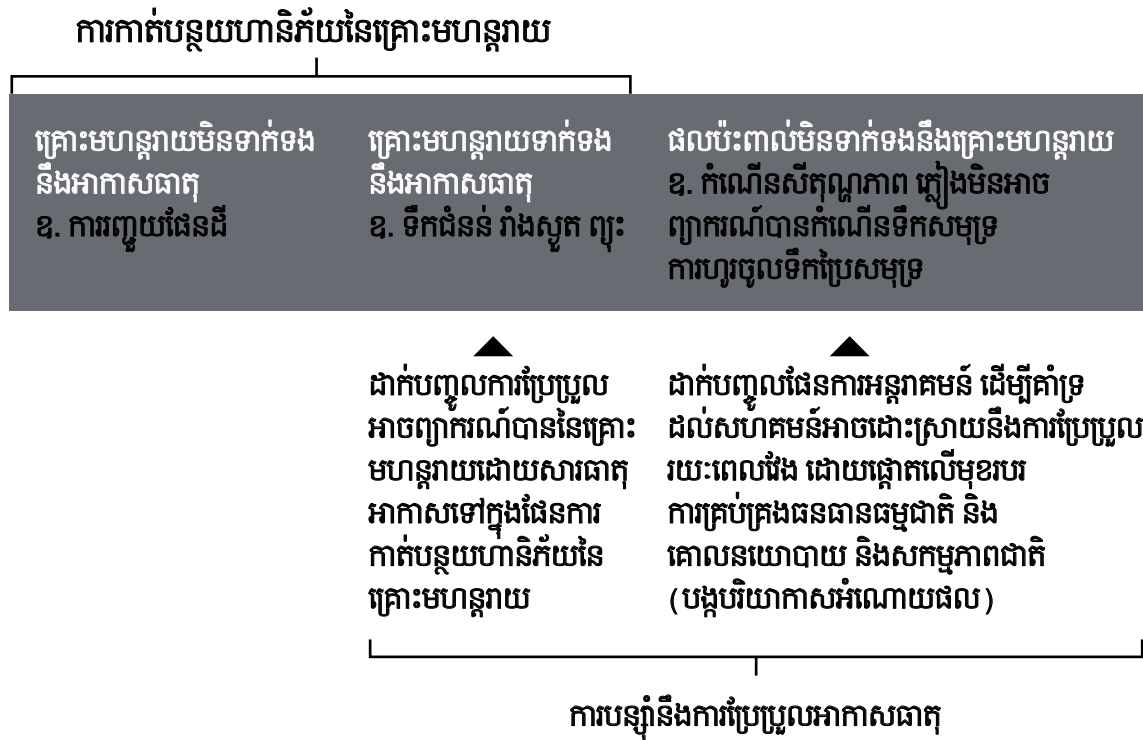 ការកាត់បន្ថយហានិភ័យនៃគ្រោះមហន្តរាយ
គ្រោះមហន្តរាយមិនទាក់ទង
នឹងអាកាសធាតុ
ឧ. ការរញ្ជួយផែនដី
គ្រោះមហន្តរាយទាក់ទង
នឹងអាកាសធាតុ
ឧ. ទឹកជំនន់ រាំងស្ងួត ព្យុះ
ផលប៉ះពាល់មិនទាក់ទងនឹងគ្រោះមហន្តរាយ
ឧ. កំណើនសីតុណ្ហភាព ភ្លៀងមិនអាច
ព្យាករណ៍បានកំណើនទឹកសមុទ្រ
ការហូរចូលទឹកប្រៃសមុទ្រ
ដាក់បញ្ចូលការប្រែប្រួល
អាចព្យាករណ៍បាននៃគ្រោះ
មហន្តរាយដោយសារធាតុ
អាកាសទៅក្នុងផែនការ
កាត់បន្ថយហានិភ័យនៃ
គ្រោះមហន្តរាយ
ដាក់បញ្ចូលផែនការអន្តរាគមន៍ ដើម្បីគាំទ្រ
ដល់សហគមន៍អាចដោះស្រាយនឹងការប្រែប្រួល
រយៈពេលវែង ដោយផ្តោតលើមុខរបរ
ការគ្រប់គ្រងធនធានធម្មជាតិ និង
គោលនយោបាយ និងសកម្មភាពជាតិ
(បង្កបរិយាកាសអំណោយផល)
ការបន្ស៊ាំនឹងការប្រែប្រួលអាកាសធាតុ